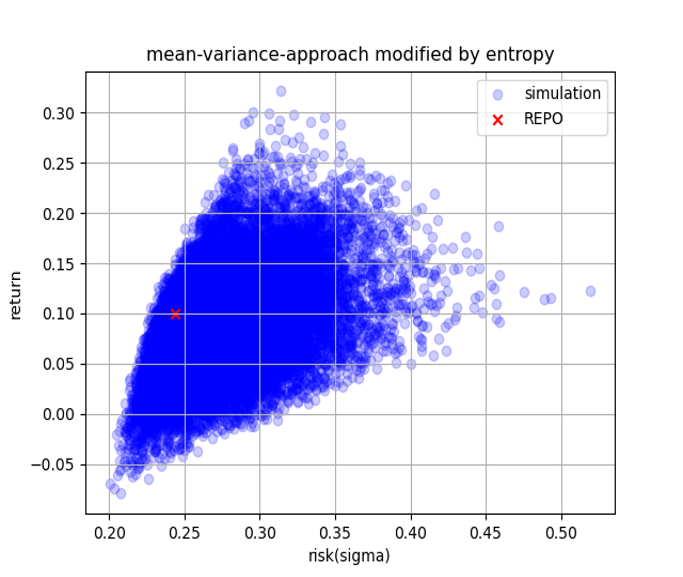 mean-variance-approach modified by entropy
simulation
REPO
return
0.30
0.25
0.20
0.15
0.10
0.05
0.00
−0.05
0.20 0.25 0.30 0.35 0.40 0.45 0.50
risk(sigma)